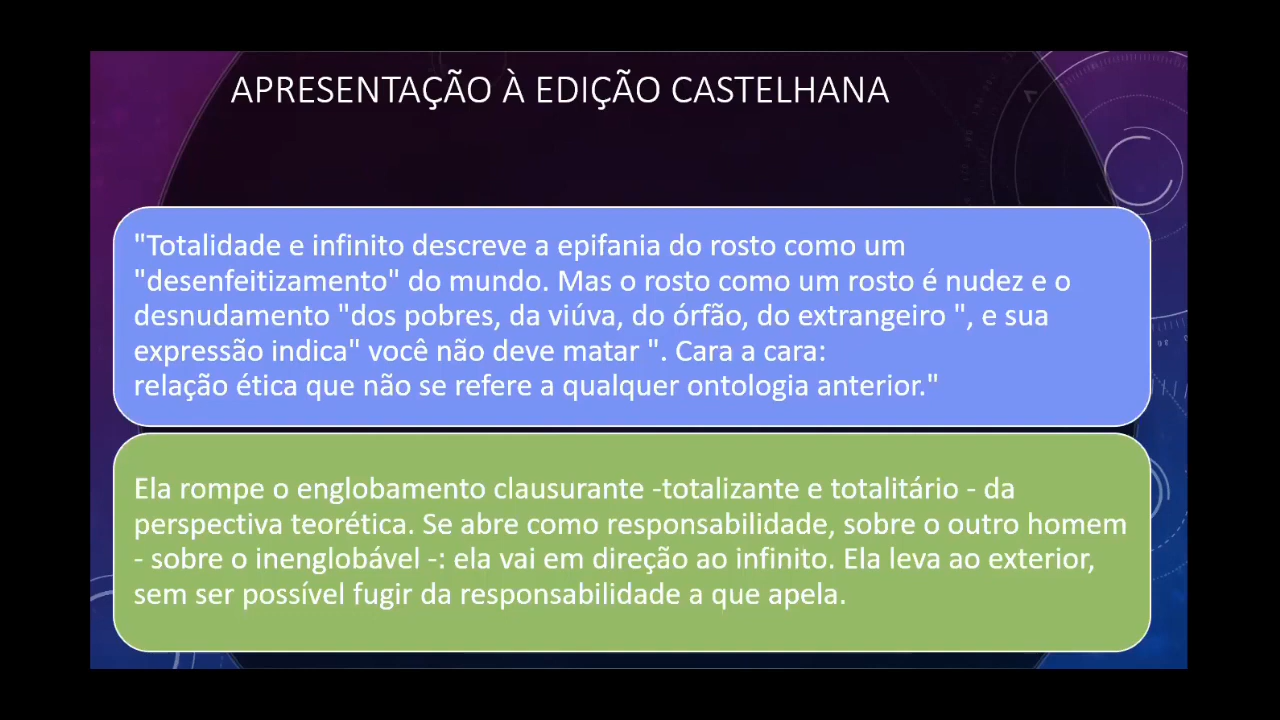 APRESENTAÇÃO À EDIÇÃO CASTELHANA
"Totalidade e infinito descreve a epifania do rosto como um
"desenfeitizamento" do mundo. Mas o rosto como um rosto é nudez e o
desnudamento "dos pobres, da viúva, do órfão, do extrangeiro ", e sua
expressão indica" você não deve matar ". Cara a cara:
relação ética que não se refere a qualquer ontologia anterior."
Ela rompe o englobamento clausurante -totalizante e totalitário - da
perspectiva teorética. Se abre como responsabilidade, sobre o outro homem
- sobre o inenglobável -: ela vai em direção ao infinito. Ela leva ao exterior,
sem ser possível fugir da responsabilidade a que apela.